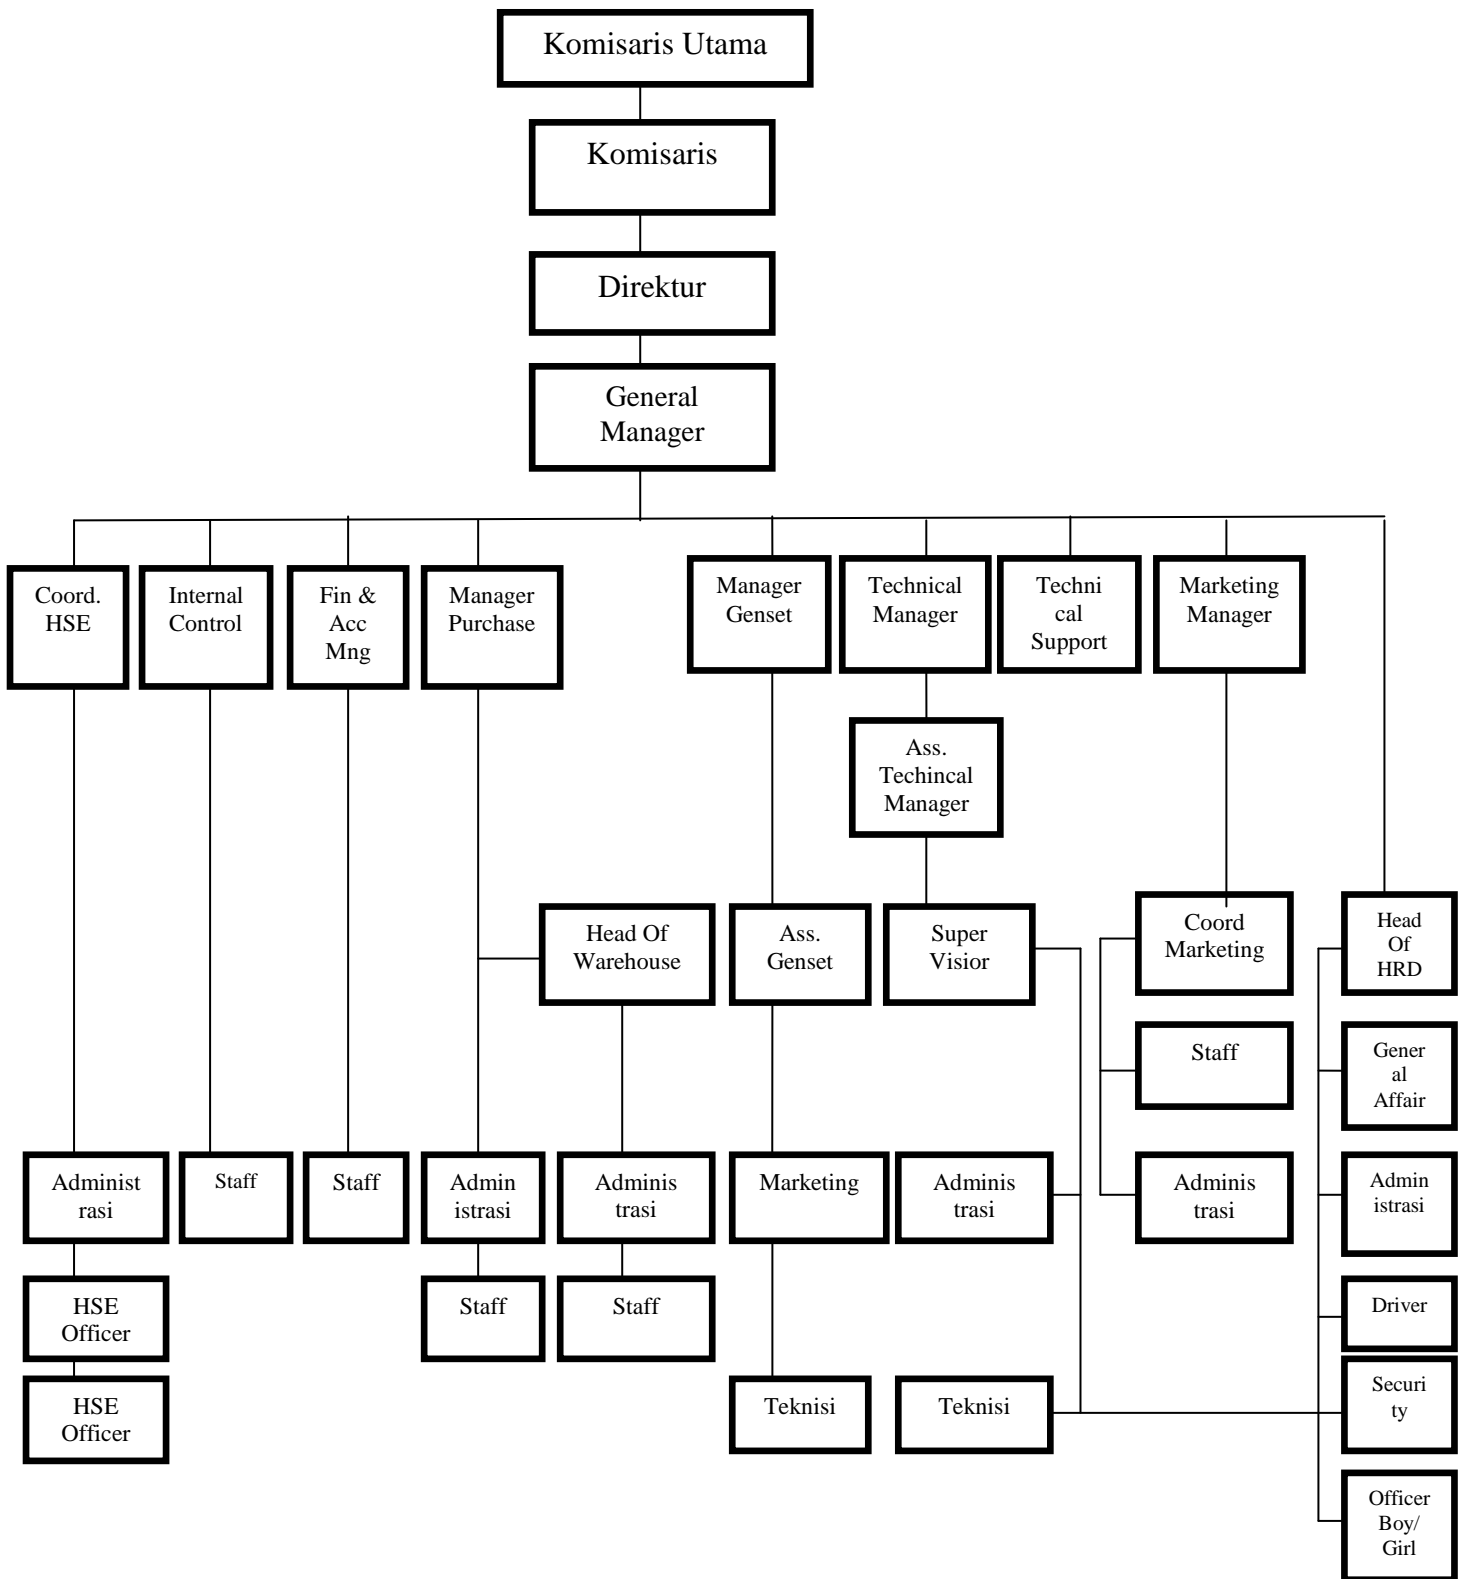 Komisaris Utama
Komisaris
Direktur
General
Manager
Coord.
HSE
Internal
Control
Fin &
Acc
Mng
Manager
Purchase
Manager
Genset
Technical
Manager
Techni
cal
Support
Marketing
Manager
Ass.
Techincal
Manager
Head Of
Warehouse
Ass.
Genset
Super
Visior
Coord
Marketing
Head
Of
HRD
Staff
Gener
al
Affair
Administ
rasi
Staff
Staff
Admin
istrasi
Adminis
trasi
Marketing
Adminis
trasi
Adminis
trasi
Admin
istrasi
HSE
Officer
Staff
Staff
Driver
HSE
Officer
Teknisi
Teknisi
Securi
ty
Officer
Boy/
Girl